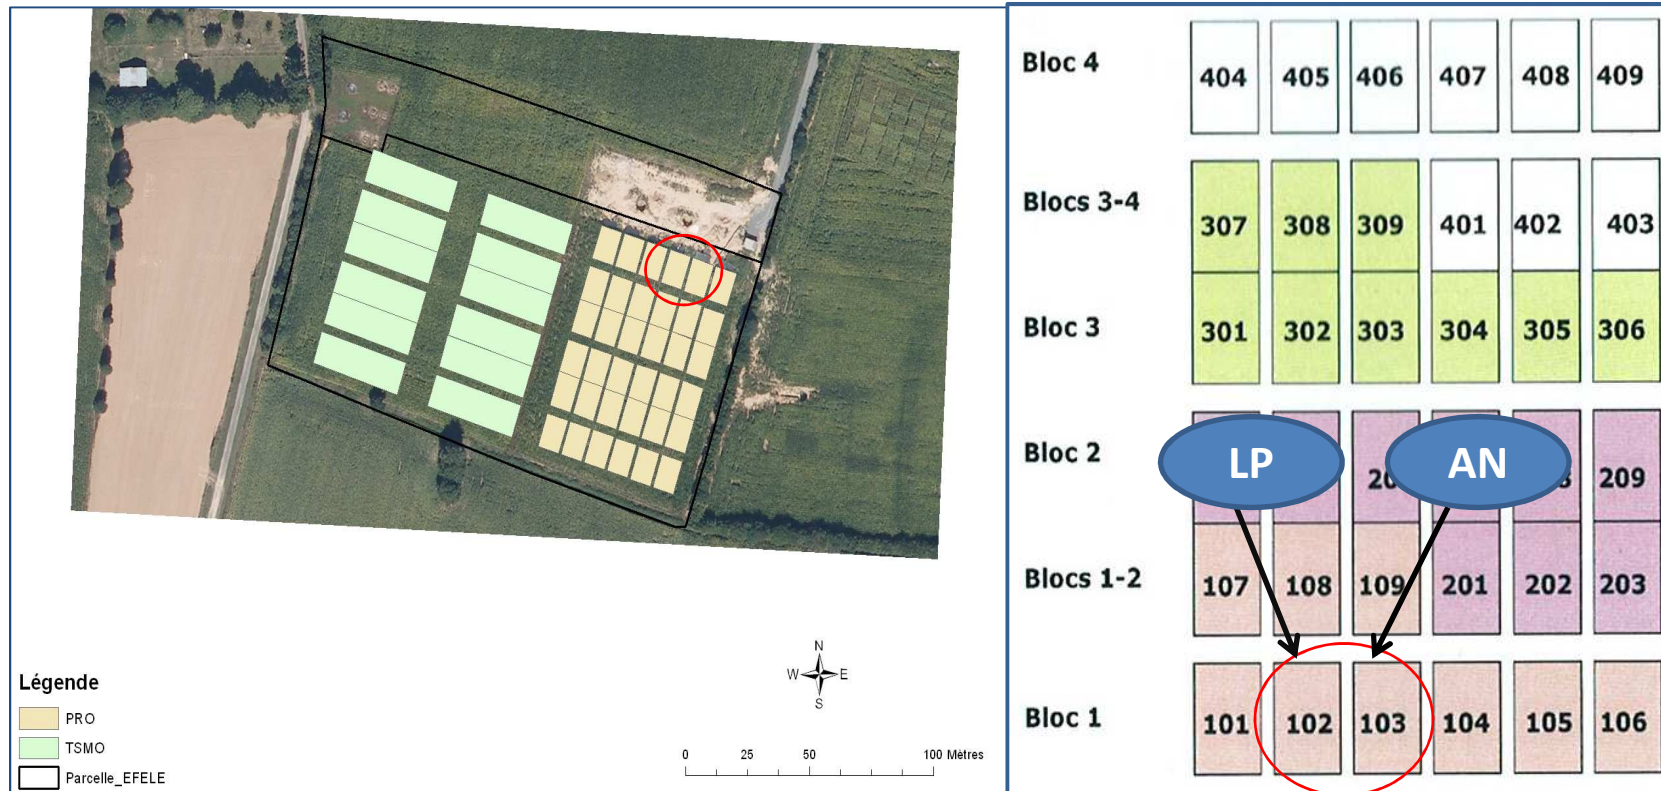 Légende
PRO
TSMO
Parcelle_EFELE
N
W E
S
0 25 50 100 Mètres
Bloc 4
404 405 406 407 408 409
Blocs 3-4
307 308 309 401 402 403
Bloc 3
301 302 303 304 305 306
Bloc 2
LP AN 209
Blocs 1-2
107 108 109 201 202 203
Bloc 1
101 102 103 104 105 106